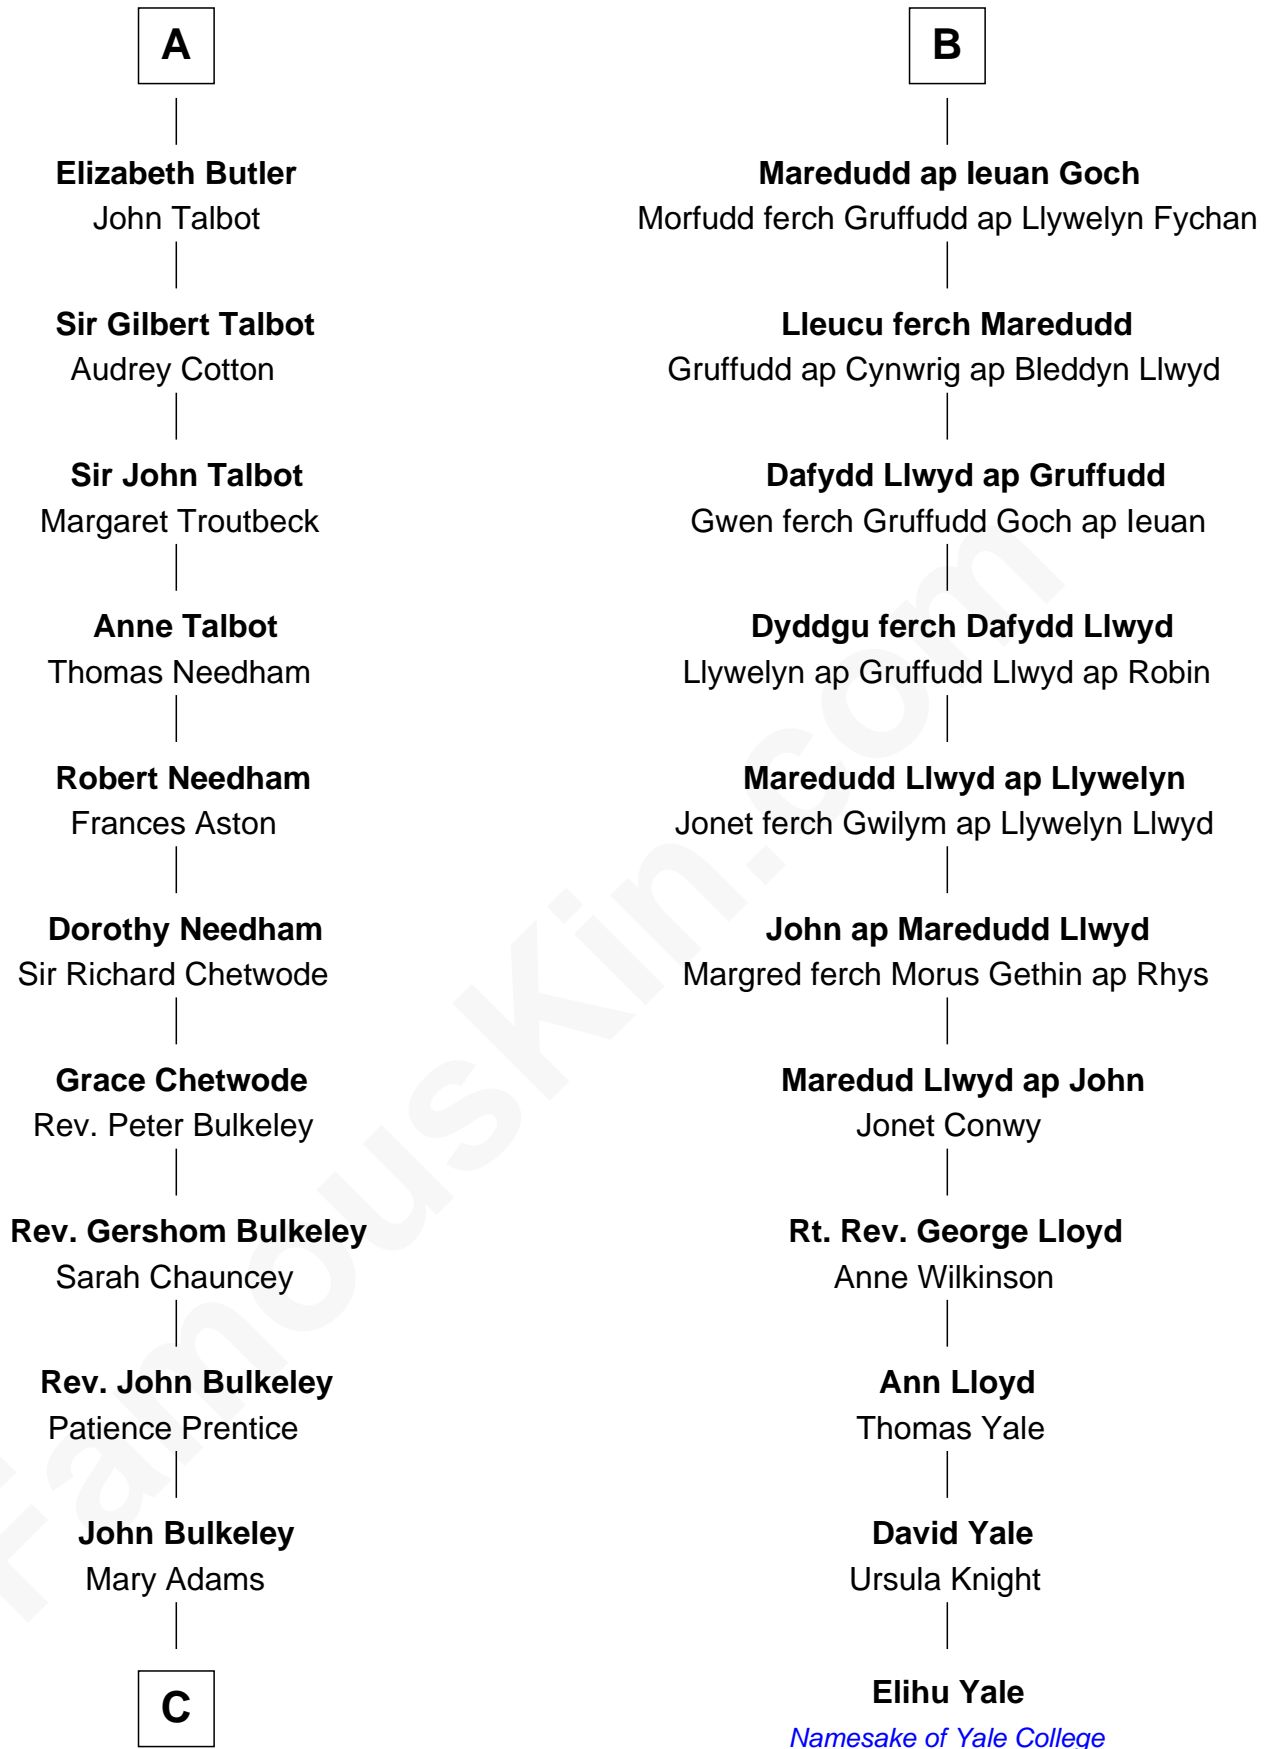 A
Elizabeth Butler
John Talbot
Sir Gilbert Talbot
Audrey Cotton
Sir John Talbot
Margaret Troutbeck
Anne Talbot
Thomas Needham
Robert Needham
Frances Aston
Dorothy Needham
Sir Richard Chetwode
Grace Chetwode
Rev. Peter Bulkeley
Rev. Gershom Bulkeley
Sarah Chauncey
Rev. John Bulkeley
Patience Prentice
John Bulkeley
Mary Adams
C
B
Maredudd ap Ieuan Goch
Morfudd ferch Gruffudd ap Llywelyn Fychan
Lleucu ferch Maredudd
Gruffudd ap Cynwrig ap Bleddyn Llwyd
Dafydd Llwyd ap Gruffudd
Gwen ferch Gruffudd Goch ap Ieuan
Dyddgu ferch Dafydd Llwyd
Llywelyn ap Gruffudd Llwyd ap Robin
Maredudd Llwyd ap Llywelyn
Jonet ferch Gwilym ap Llywelyn Llwyd
John ap Maredudd Llwyd
Margred ferch Morus Gethin ap Rhys
Maredud Llwyd ap John
Jonet Conwy
Rt. Rev. George Lloyd
Anne Wilkinson
Ann Lloyd
Thomas Yale
David Yale
Ursula Knight
Elihu Yale
Namesake of Yale College
FamousKin.com